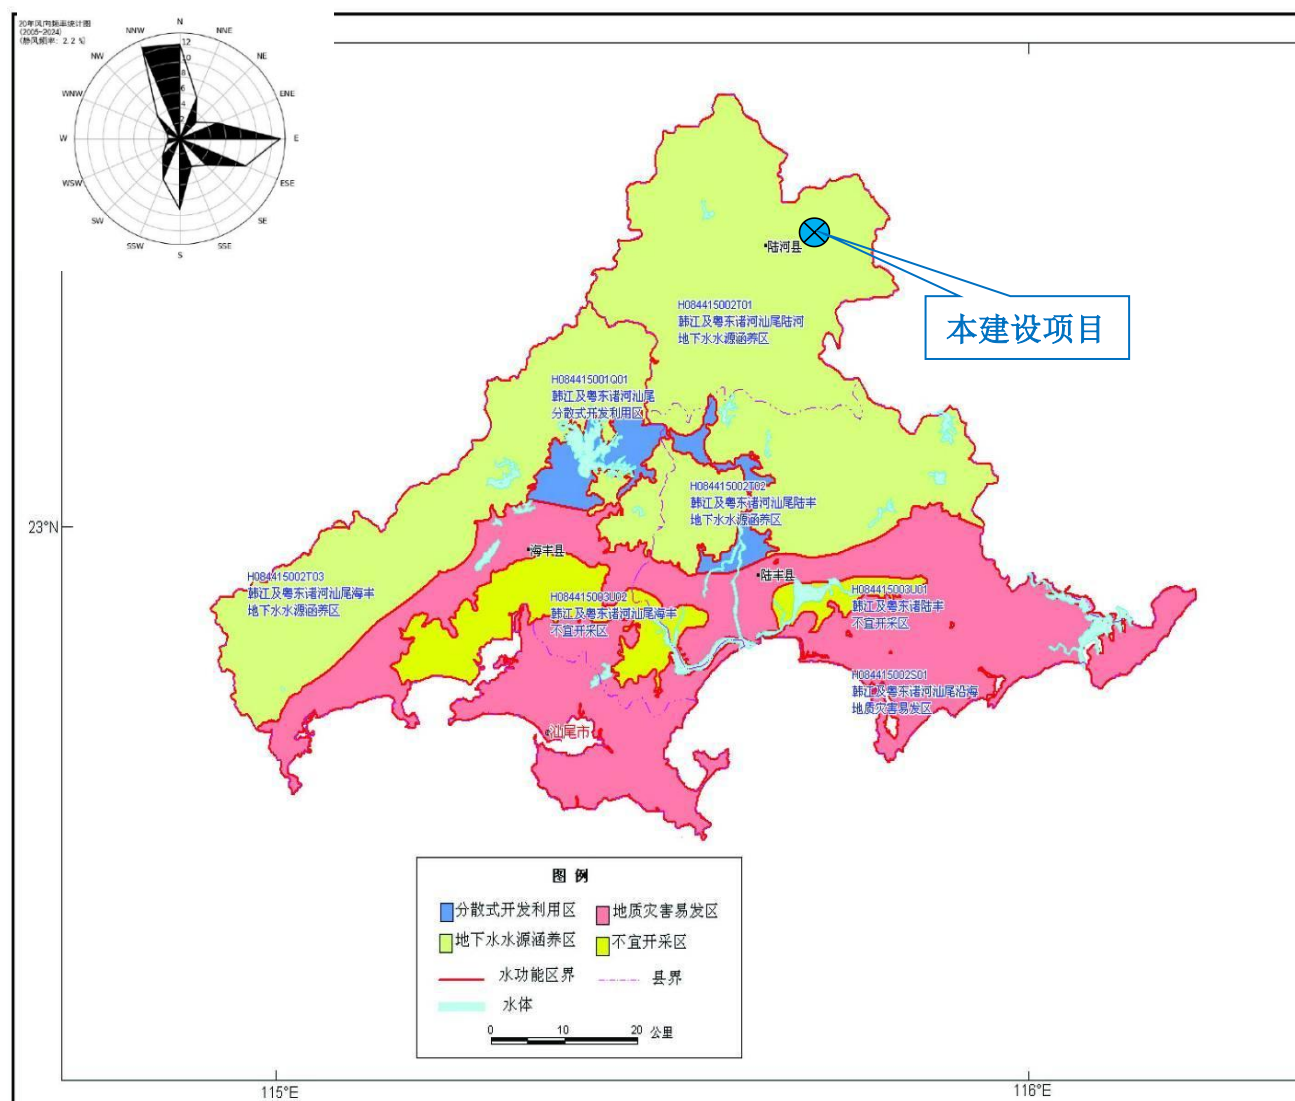 20年风向频率统计图
(2005-2024)
(静风频率: 2.2 %)
N
NNE
NE
ENE
E
ESE
SE
SSE
S
SSW
SW
WSW
W
WNW
NW
NNW
12
10
8
6
4
2
陆河县
本建设项目
H084415002T01
韩江及粤东诸河汕尾陆河
地下水水源涵养区
H084415001Q01
韩江及粤东诸河汕尾
分散式开发利用区
H084415002T02
韩江及粤东诸河汕尾陆丰
地下水水源涵养区
23°N
海丰县
陆丰县
H084415002T03
韩江及粤东诸河汕尾海丰
地下水水源涵养区
H084415003U02
韩江及粤东诸河汕尾海丰
不宜开采区
H084415003U01
韩江及粤东诸陆丰
不宜开采区
H084415002S01
韩江及粤东诸河汕尾沿海
地质灾害易发区
汕尾市
图 例
分散式开发利用区
地质灾害易发区
地下水水源涵养区
不宜开采区
水功能区界
县界
水体
0 10 20 公里
115°E
116°E